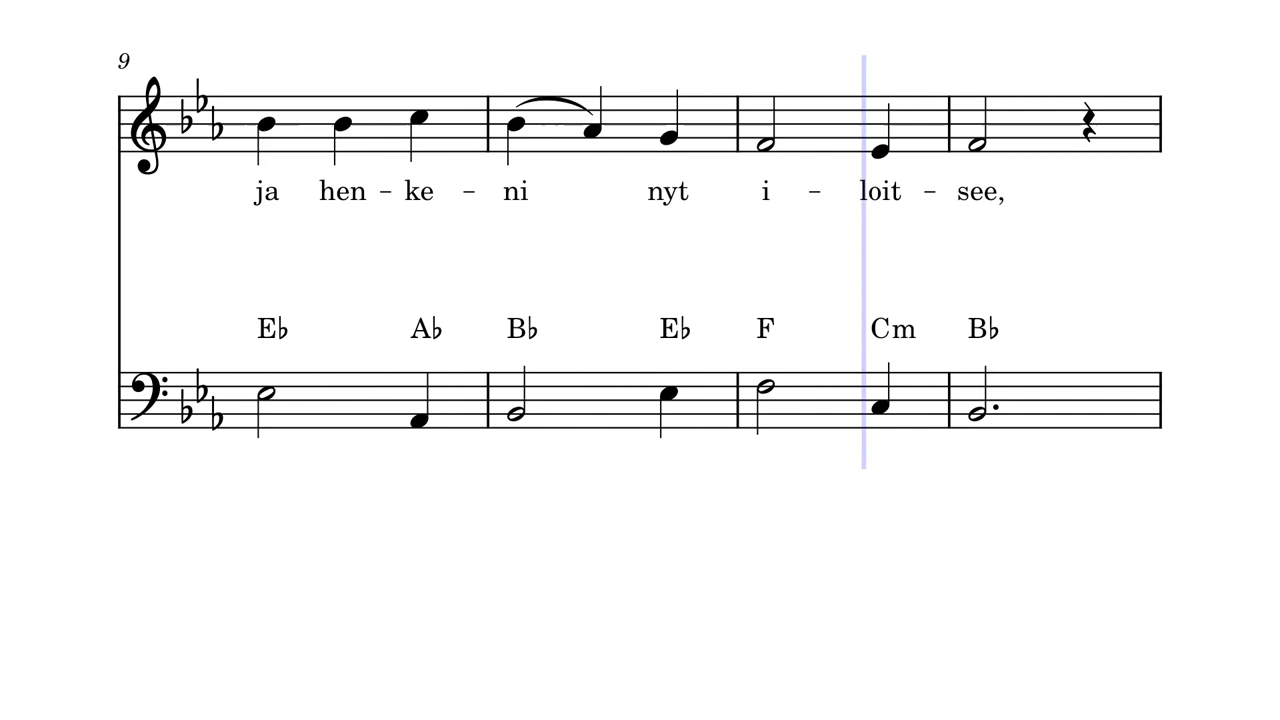 9
ja hen - ke - ni nyt i - loit - see,
E♭ A♭ B♭ E♭ F Cm B♭